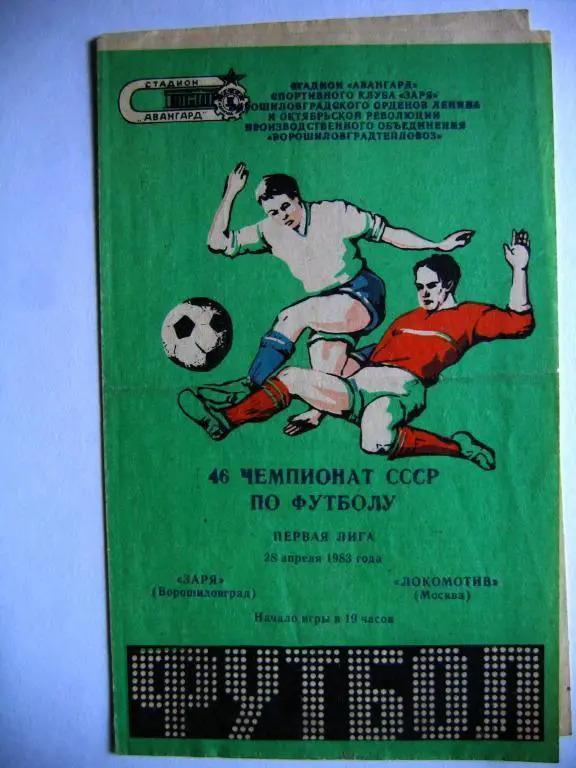 СТАДИОН
„АВАНГАРД"
СТАДИОН «АВАНГАРД»
СПОРТИВНОГО КЛУБА «ЗАРЯ»
ВОРОШИЛОВГРАДСКОГО ОРДЕНОВ ЛЕНИНА
И ОКТЯБРЬСКОЙ РЕВОЛЮЦИИ
ПРОИЗВОДСТВЕННОГО ОБЪЕДИНЕНИЯ
«ВОРОШИЛОВГРАДТЕПЛОВОЗ»
46 ЧЕМПИОНАТ СССР
ПО ФУТБОЛУ
ПЕРВАЯ ЛИГА
28 апреля 1983 года
«ЗАРЯ» «ЛОКОМОТИВ»
(Ворошиловград) (Москва)
Начало игры в 19 часов
ФУТБОЛ